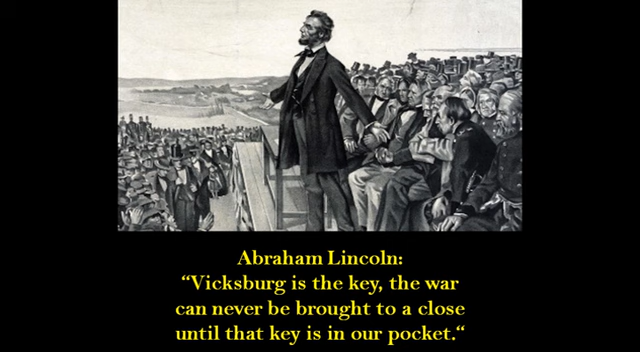 Abraham Lincoln:
“Vicksburg is the key, the war
can never be brought to a close
until that key is in our pocket.“